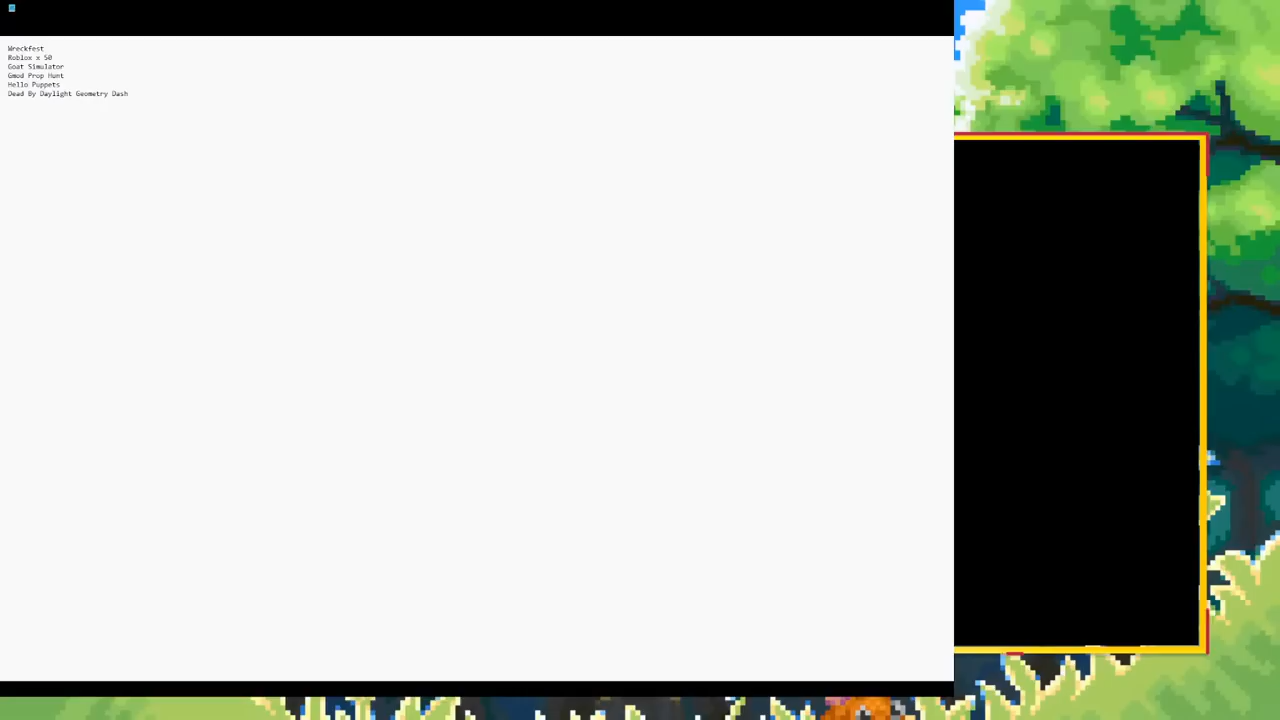 Wreckfest
Roblox x 50
Goat Simulator
Gmod Prop Hunt
Hello Puppets
Dead By Daylight Geometry Dash